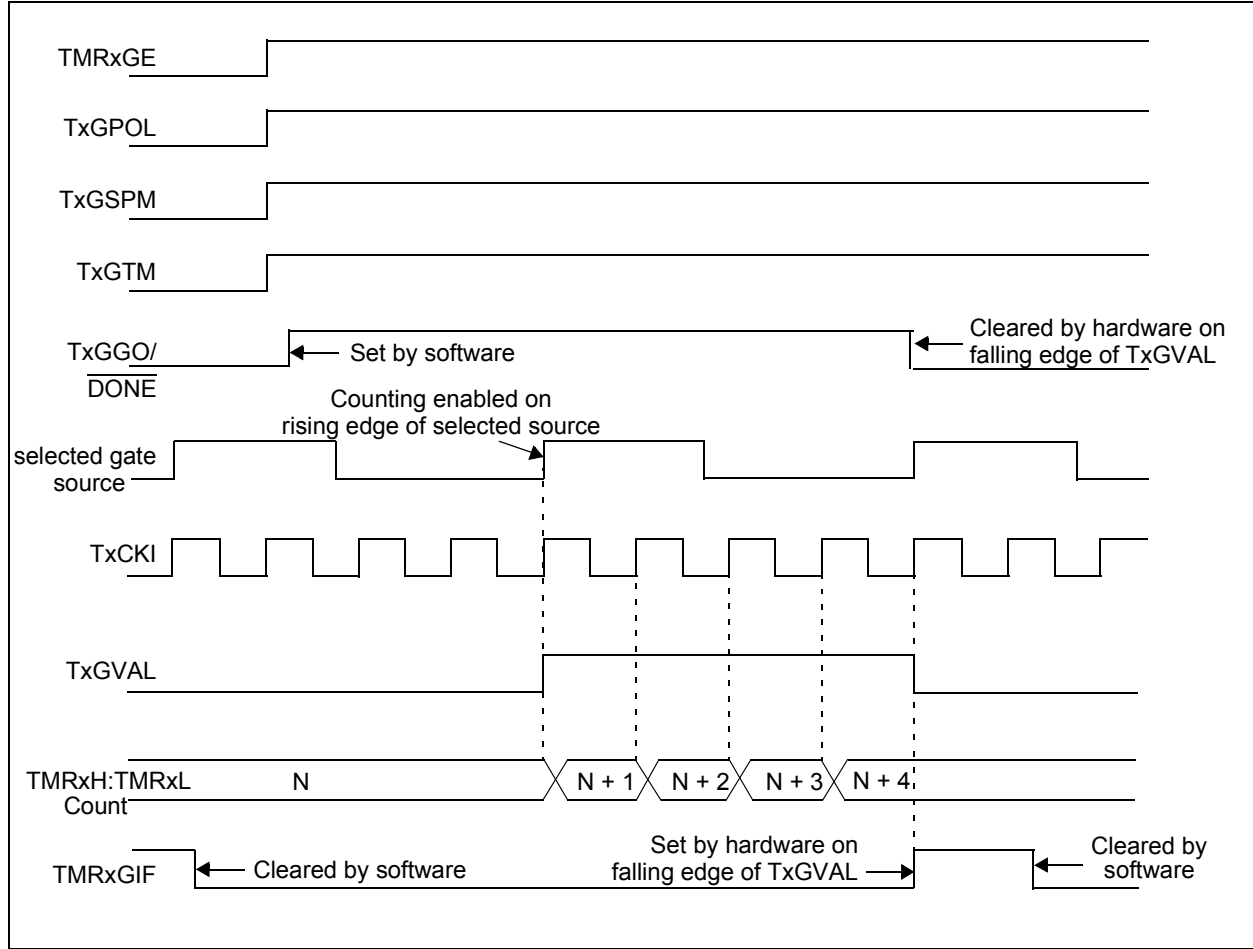 TMRxGE
TxGPOL
TxGSPM
TxGTM
TxGGO/
DONE
Set by software
Cleared by hardware on
falling edge of TxGVAL
Counting enabled on
rising edge of selected source
selected gate
source
TxCKI
TxGVAL
TMRxH:TMRxL
Count
N
N + 1
N + 2
N + 3
N + 4
TMRxGIF
Cleared by software
Set by hardware on
falling edge of TxGVAL
Cleared by
software